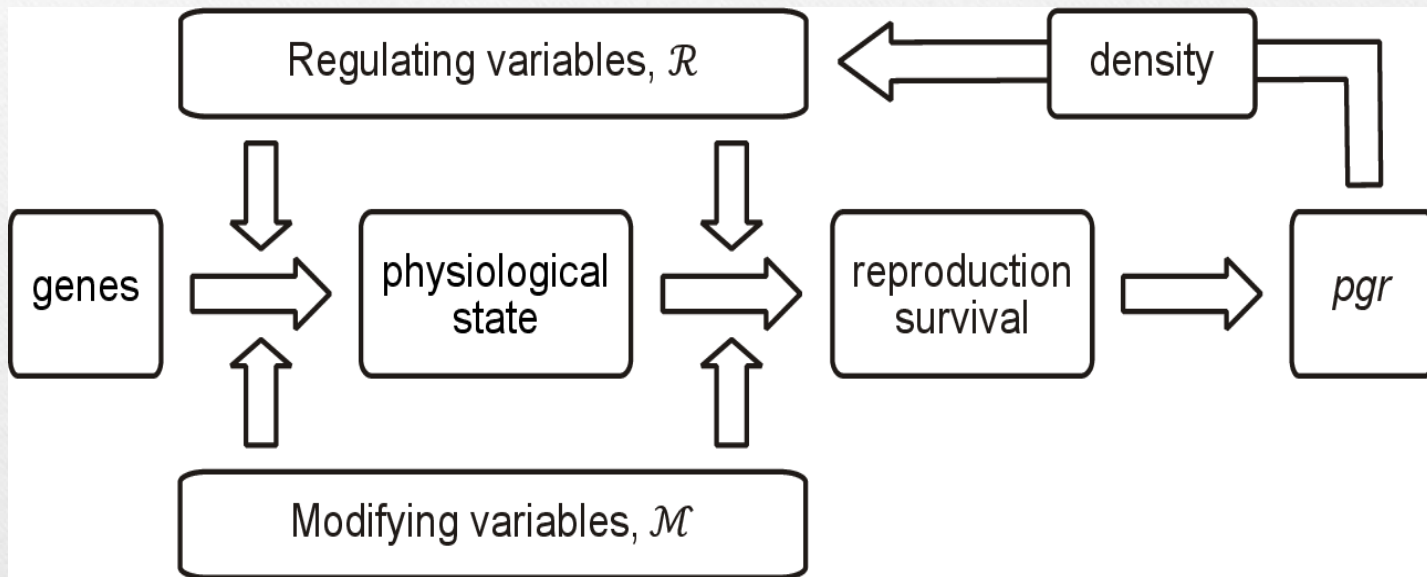 Regulating variables, ℛ
density
genes
physiological
state
reproduction
survival
pgr
Modifying variables, ℳ